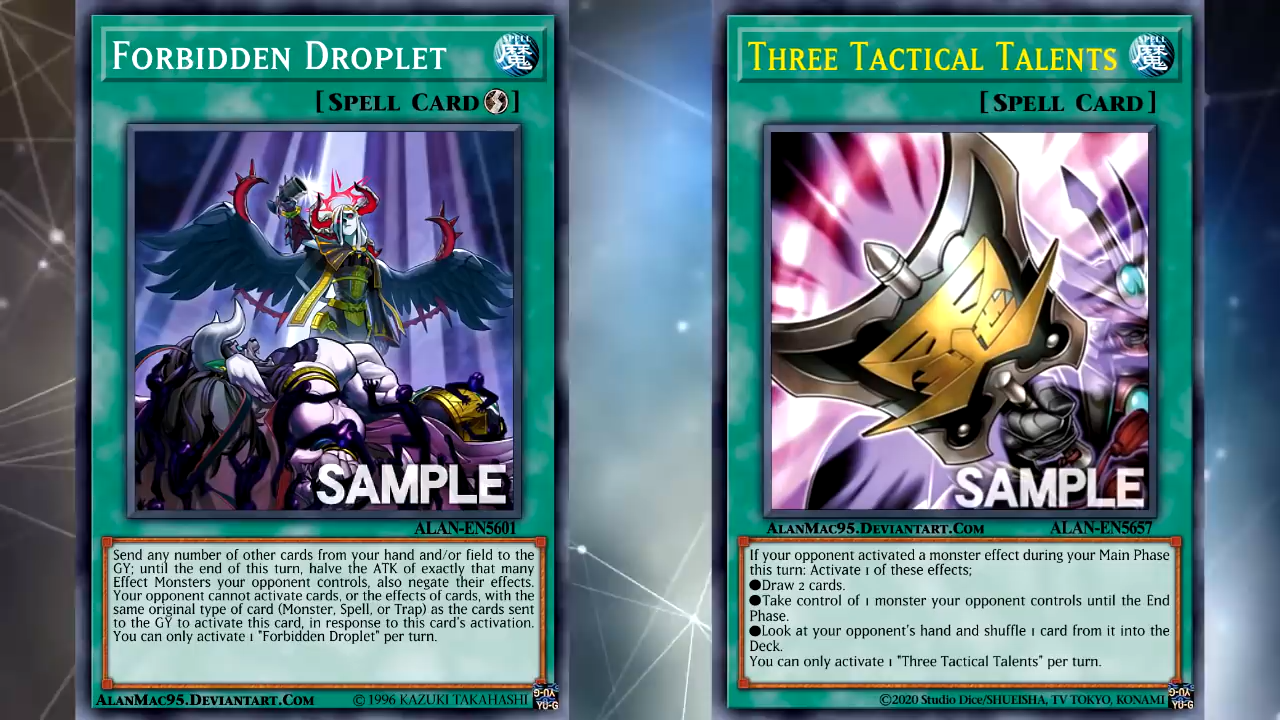 FORBIDDEN DROPLET
SPELL
魔
[SPELL CARD]
SAMPLE
ALAN-EN5601
Send any number of other cards from your hand and/or field to the
GY; until the end of this turn, halve the ATK of exactly that many
Effect Monsters your opponent controls, also negate their effects.
Your opponent cannot activate cards, or the effects of cards, with the
same original type of card (Monster, Spell, or Trap) as the cards sent
to the GY to activate this card, in response to this card's activation.
You can only activate 1 "Forbidden Droplet" per turn.
ALANMAC95.DEVIANTART.COM
©1996 KAZUKI TAKAHASHI
THREE TACTICAL TALENTS
SPELL
魔
[SPELL CARD]
SAMPLE
ALANMAC95.DEVIANTART.COM
ALAN-EN5657
If your opponent activated a monster effect during your Main Phase
this turn: Activate 1 of these effects;
●Draw 2 cards.
●Take control of 1 monster your opponent controls until the End
Phase.
●Look at your opponent's hand and shuffle 1 card from it into the
Deck.
You can only activate 1 "Three Tactical Talents" per turn.
©2020 Studio Dice/SHUEISHA, TV TOKYO, KONAMI